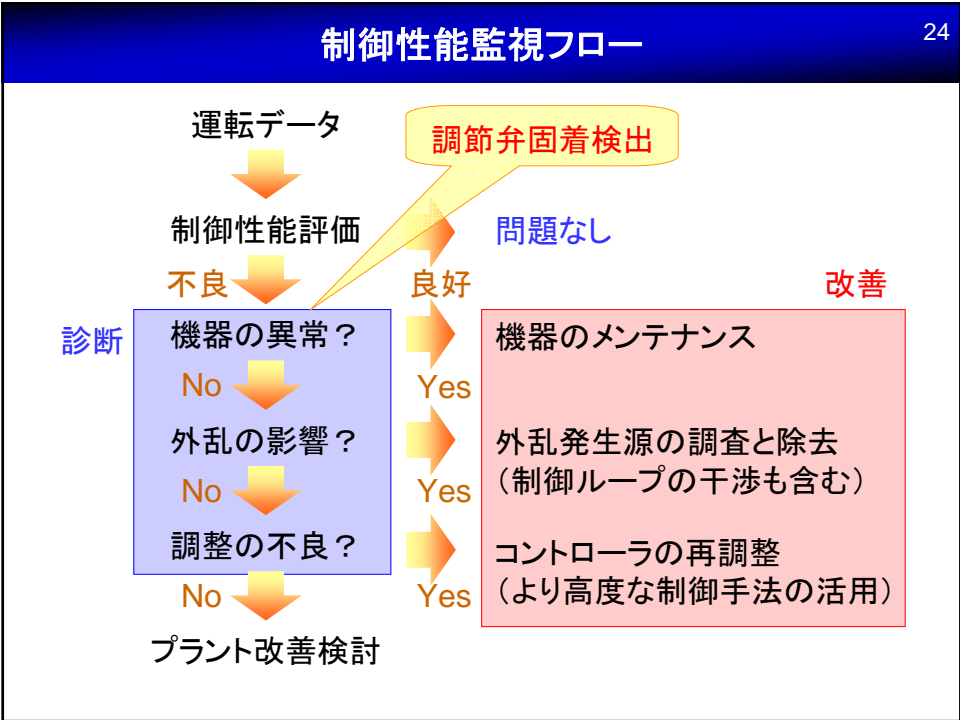 制御性能監視フロー
24
運転データ
調節弁固着検出
制御性能評価
問題なし
不良
良好
改善
診断
機器の異常？
機器のメンテナンス
No
Yes
外乱の影響？
外乱発生源の調査と除去
（制御ループの干渉も含む）
No
Yes
調整の不良？
コントローラの再調整
（より高度な制御手法の活用）
No
Yes
プラント改善検討